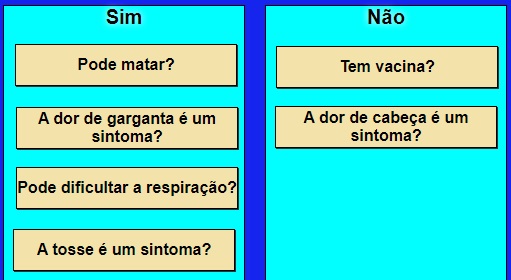 Sim
Pode matar?
A dor de garganta é um
sintoma?
Pode dificultar a respiração?
A tosse é um sintoma?
Não
Tem vacina?
A dor de cabeça é um
sintoma?